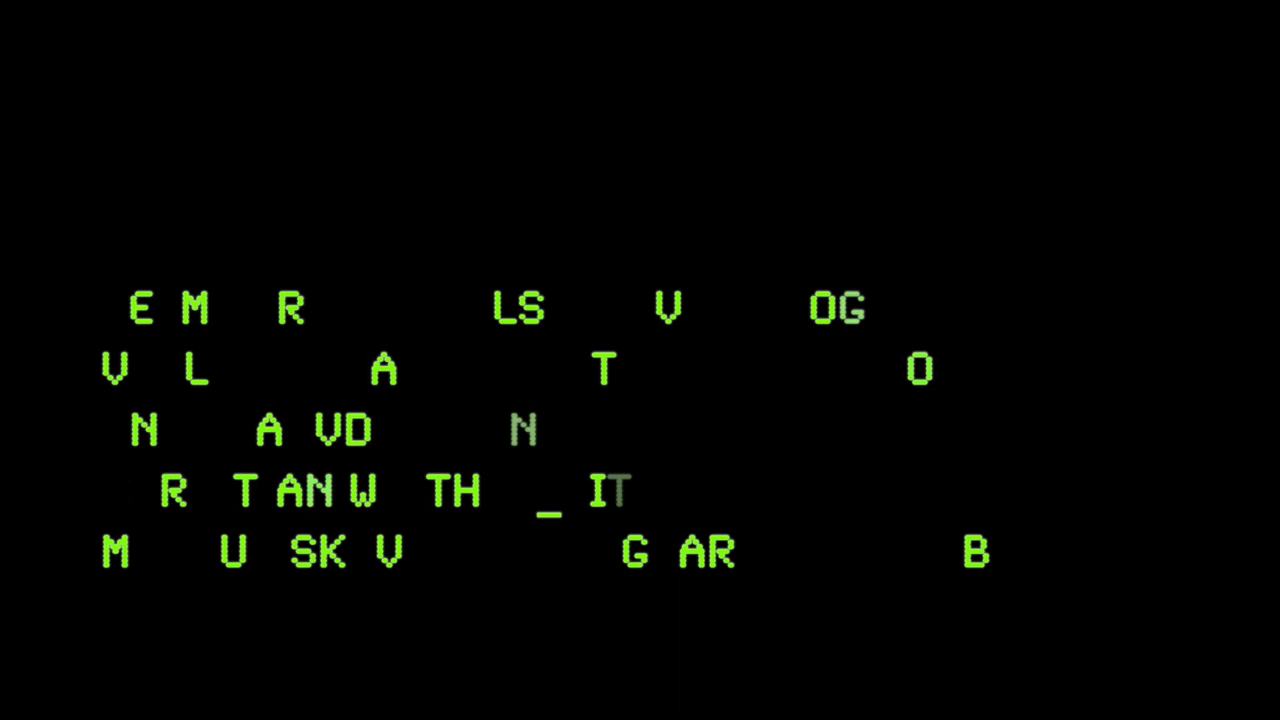 E M R LS V OG
V L A T O
N A VD N
R T AN W TH _ IT
M U SK V G AR B